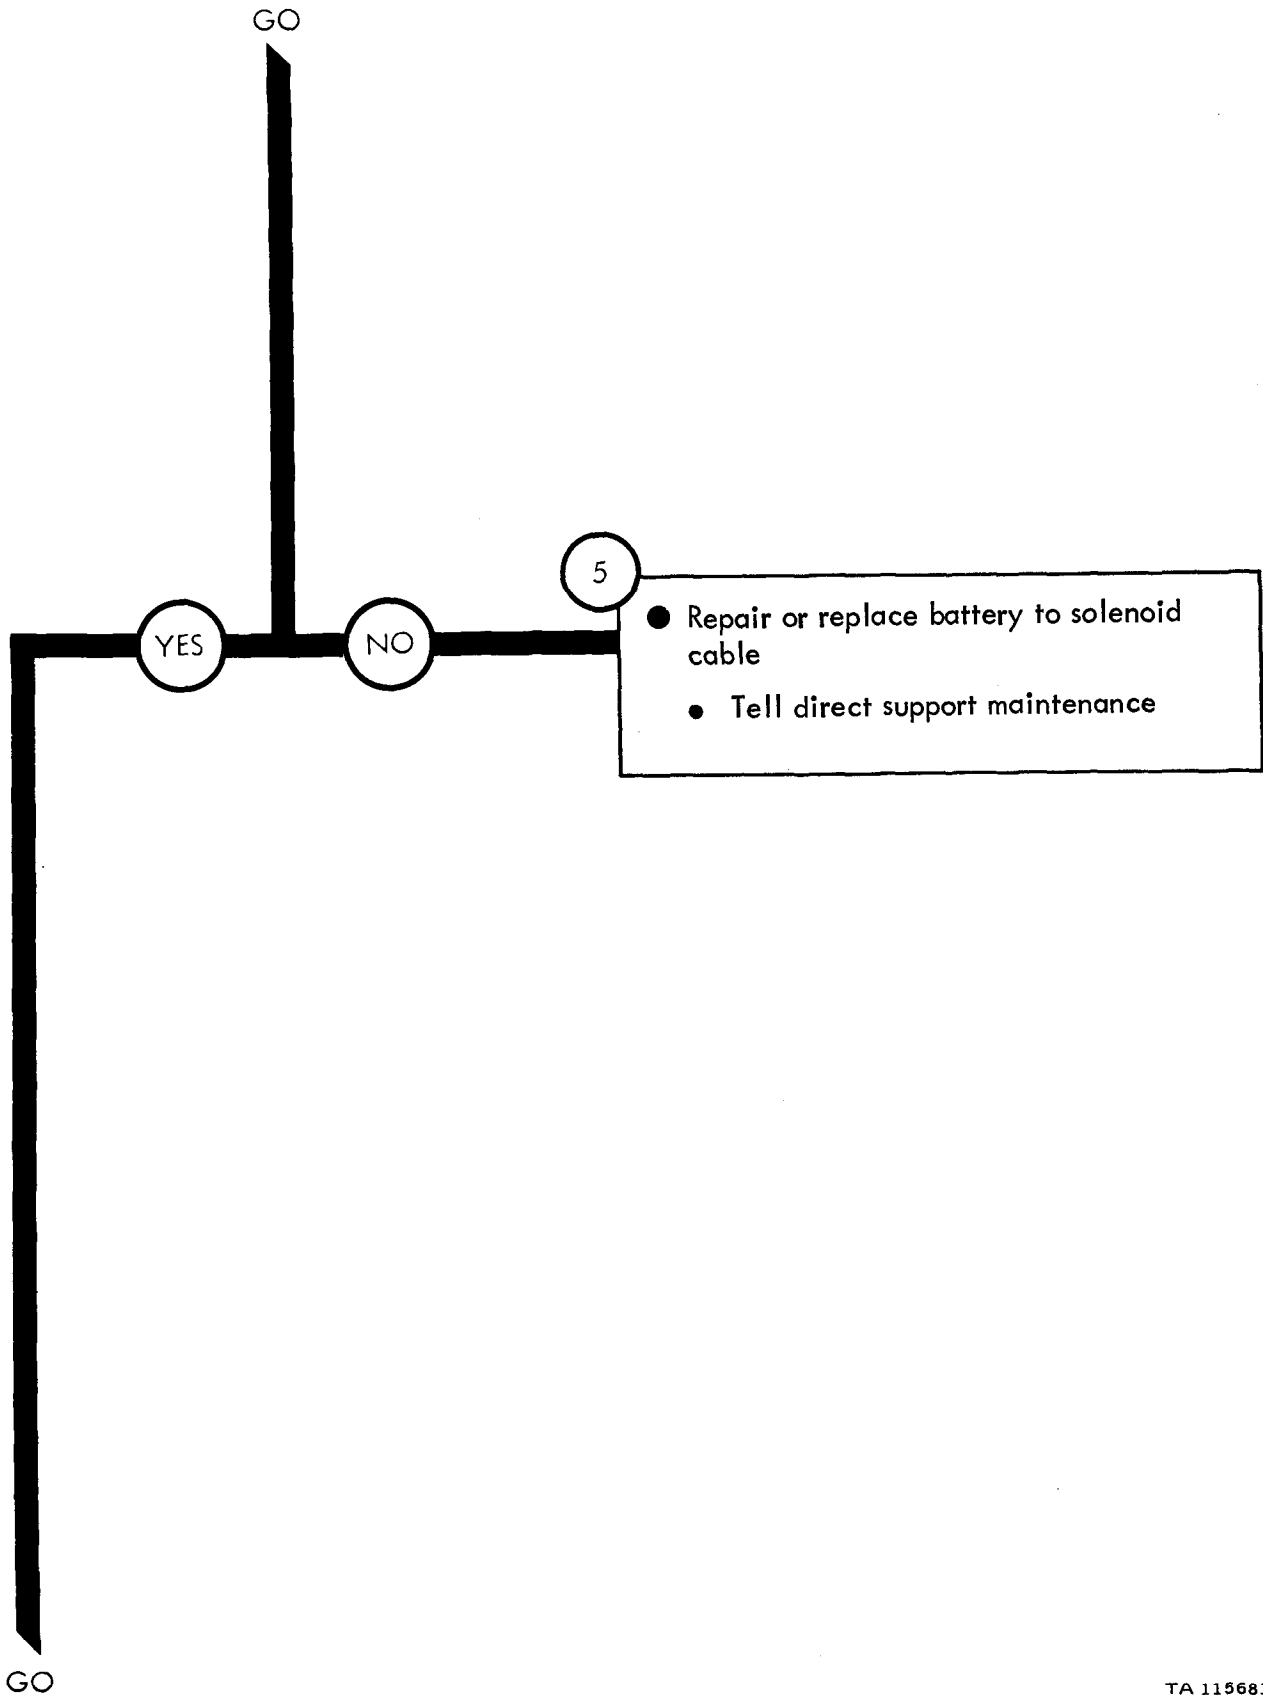 GO
5
YES
NO
● Repair or replace battery to solenoid
cable
● Tell direct support maintenance
GO